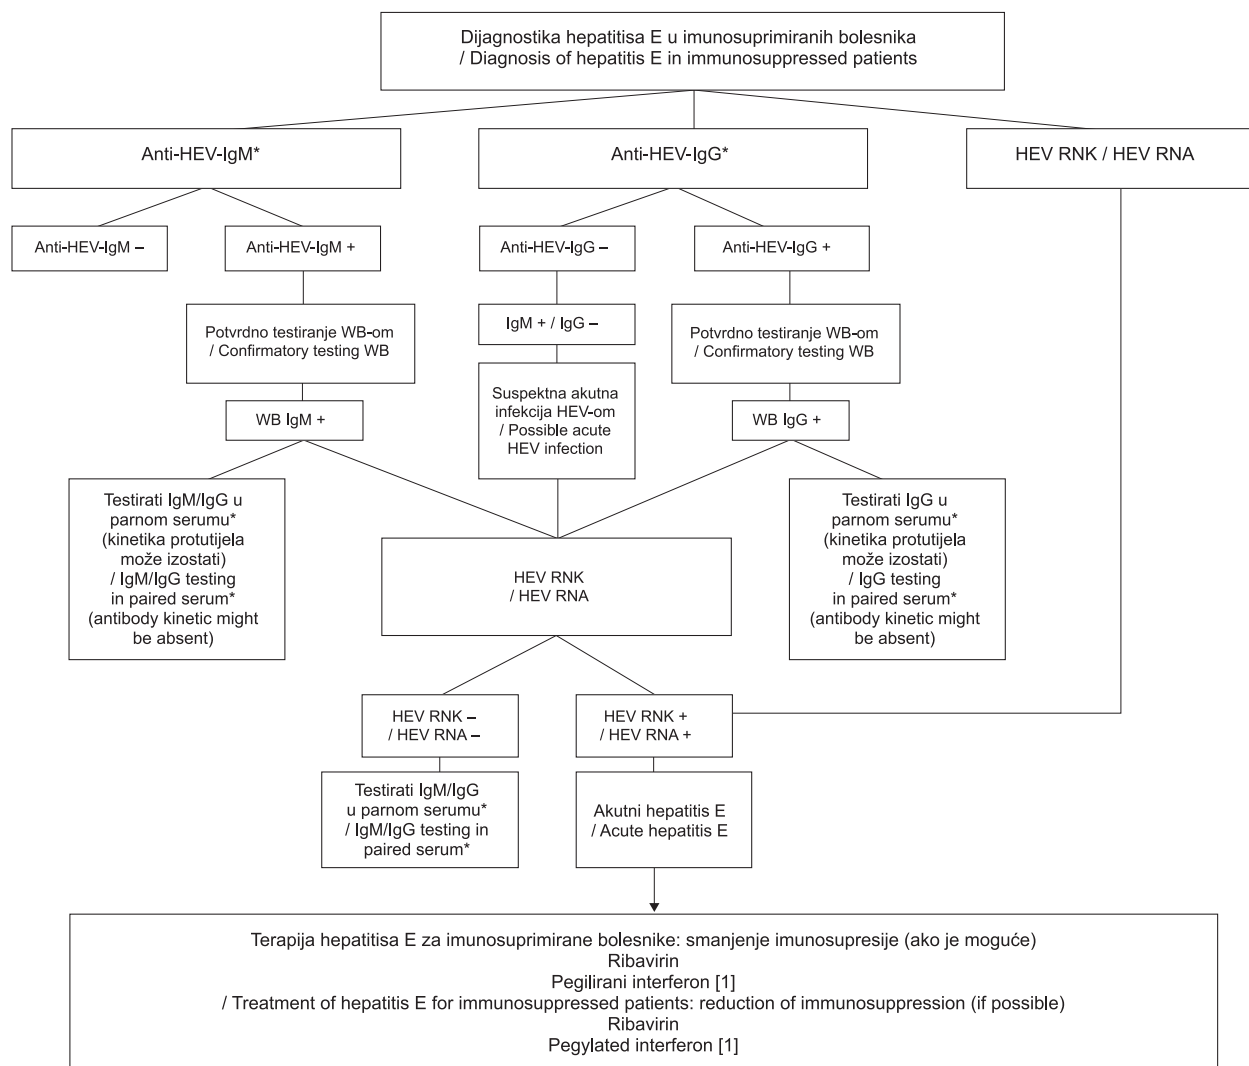 Dijagnostika hepatitisa E u imunosuprimiranih bolesnika
/ Diagnosis of hepatitis E in immunosuppressed patients
Anti-HEV-IgM*
Anti-HEV-IgG*
HEV RNK / HEV RNA
Anti-HEV-IgM –
Anti-HEV-IgM +
Anti-HEV-IgG –
Anti-HEV-IgG +
Potvrdno testiranje WB-om
/ Confirmatory testing WB
IgM + / IgG –
Potvrdno testiranje WB-om
/ Confirmatory testing WB
WB IgM +
Suspektna akutna
infekcija HEV-om
/ Possible acute
HEV infection
WB IgG +
Testirati IgM/IgG u
parnom serumu*
(kinetika protutijela
može izostati)
/ IgM/IgG testing
in paired serum*
(antibody kinetic might
be absent)
HEV RNK
/ HEV RNA
Testirati IgG u
parnom serumu*
(kinetika protutijela
može izostati)
/ IgG testing
in paired serum*
(antibody kinetic might
be absent)
HEV RNK –
/ HEV RNA –
HEV RNK +
/ HEV RNA +
Testirati IgM/IgG
u parnom serumu*
/ IgM/IgG testing in
paired serum*
Akutni hepatitis E
/ Acute hepatitis E
Terapija hepatitisa E za imunosuprimirane bolesnike: smanjenje imunosupresije (ako je moguće)
Ribavirin
Pegilirani interferon [1]
/ Treatment of hepatitis E for immunosuppressed patients: reduction of immunosuppression (if possible)
Ribavirin
Pegylated interferon [1]